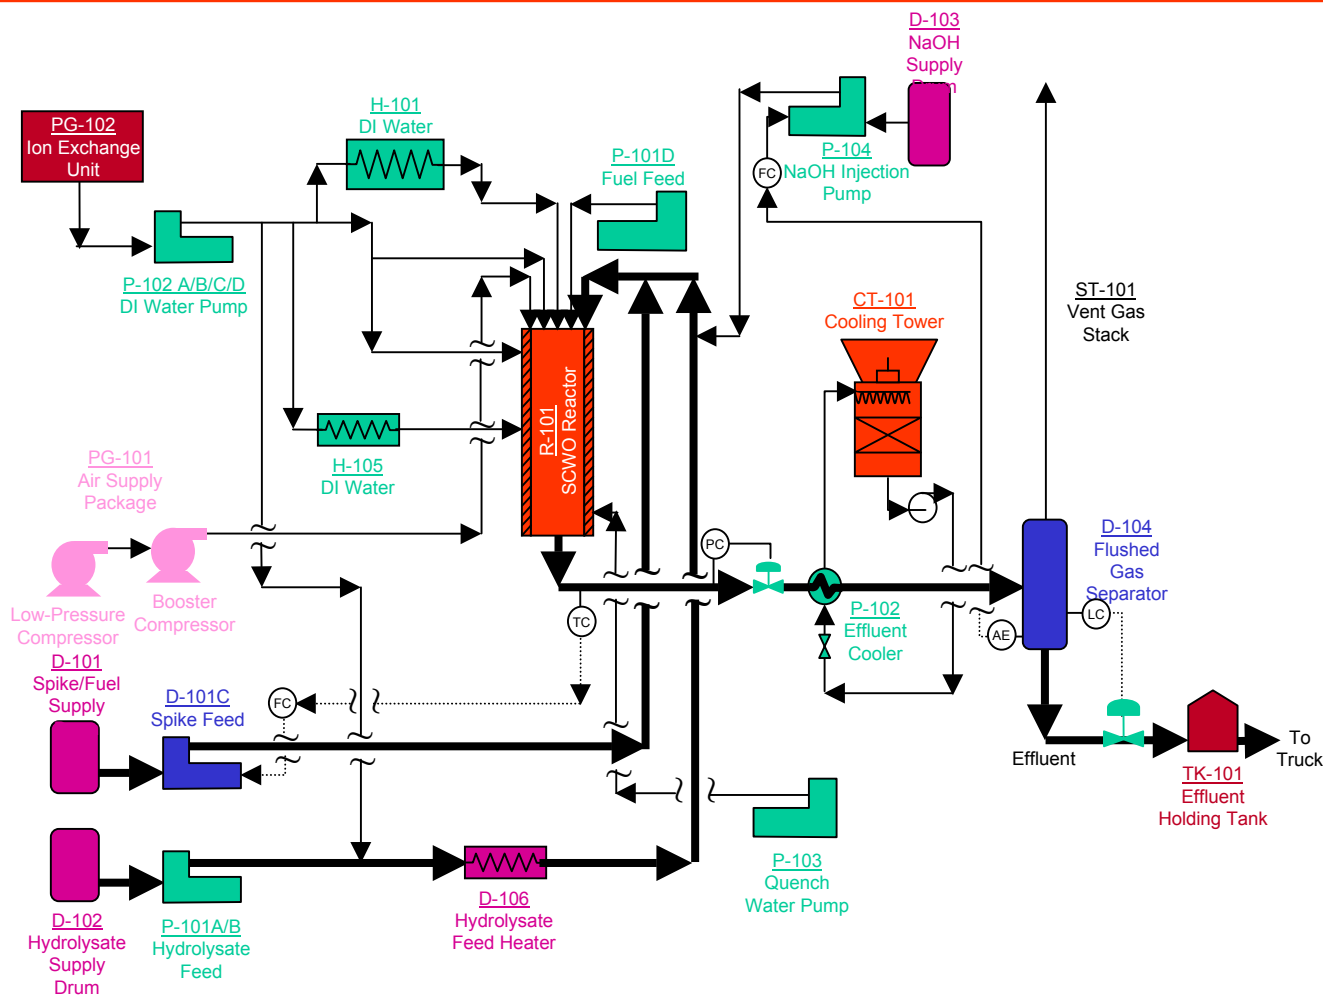 D-103
NaOH
Supply
Drum
PG-102
Ion Exchange
Unit
H-101
DI Water
P-101D
Fuel Feed
P-104
NaOH Injection
Pump
FC
P-102 A/B/C/D
DI Water Pump
CT-101
Cooling Tower
ST-101
Vent Gas
Stack
R-101
SCWO Reactor
H-105
DI Water
PG-101
Air Supply
Package
Low-Pressure
Compressor
Booster
Compressor
PC
TC
P-102
Effluent
Cooler
D-104
Flushed
Gas
Separator
AE
LC
D-101
Spike/Fuel
Supply
D-101C
Spike Feed
FC
Effluent
To
Truck
TK-101
Effluent
Holding Tank
P-103
Quench
Water Pump
D-102
Hydrolysate
Supply
Drum
P-101A/B
Hydrolysate
Feed
D-106
Hydrolysate
Feed Heater